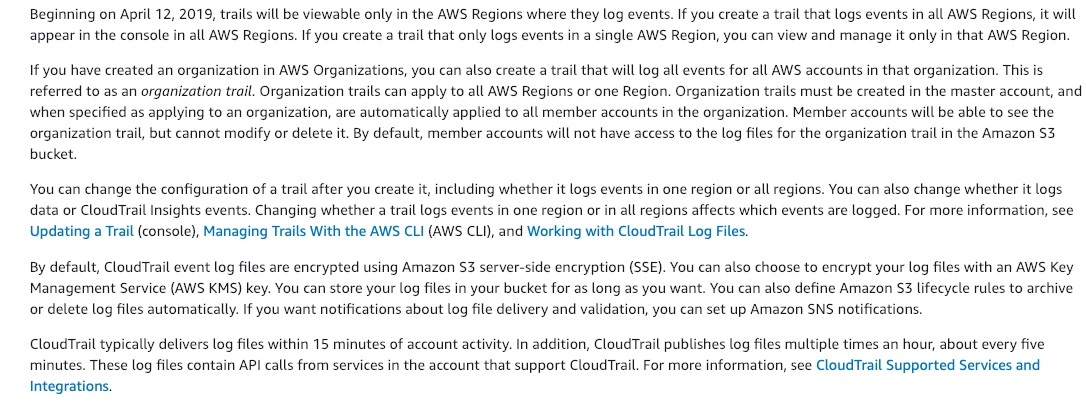 Beginning on April 12, 2019, trails will be viewable only in the AWS Regions where they log events. If you create a trail that logs events in all AWS Regions, it will
appear in the console in all AWS Regions. If you create a trail that only logs events in a single AWS Region, you can view and manage it only in that AWS Region.
If you have created an organization in AWS Organizations, you can also create a trail that will log all events for all AWS accounts in that organization. This is
referred to as an organization trail. Organization trails can apply to all AWS Regions or one Region. Organization trails must be created in the master account, and
when specified as applying to an organization, are automatically applied to all member accounts in the organization. Member accounts will be able to see the
organization trail, but cannot modify or delete it. By default, member accounts will not have access to the log files for the organization trail in the Amazon S3
bucket.
You can change the configuration of a trail after you create it, including whether it logs events in one region or all regions. You can also change whether it logs
data or CloudTrail Insights events. Changing whether a trail logs events in one region or in all regions affects which events are logged. For more information, see
Updating a Trail (console), Managing Trails With the AWS CLI (AWS CLI), and Working with CloudTrail Log Files.
By default, CloudTrail event log files are encrypted using Amazon S3 server-side encryption (SSE). You can also choose to encrypt your log files with an AWS Key
Management Service (AWS KMS) key. You can store your log files in your bucket for as long as you want. You can also define Amazon S3 lifecycle rules to archive
or delete log files automatically. If you want notifications about log file delivery and validation, you can set up Amazon SNS notifications.
CloudTrail typically delivers log files within 15 minutes of account activity. In addition, CloudTrail publishes log files multiple times an hour, about every five
minutes. These log files contain API calls from services in the account that support CloudTrail. For more information, see CloudTrail Supported Services and
Integrations.